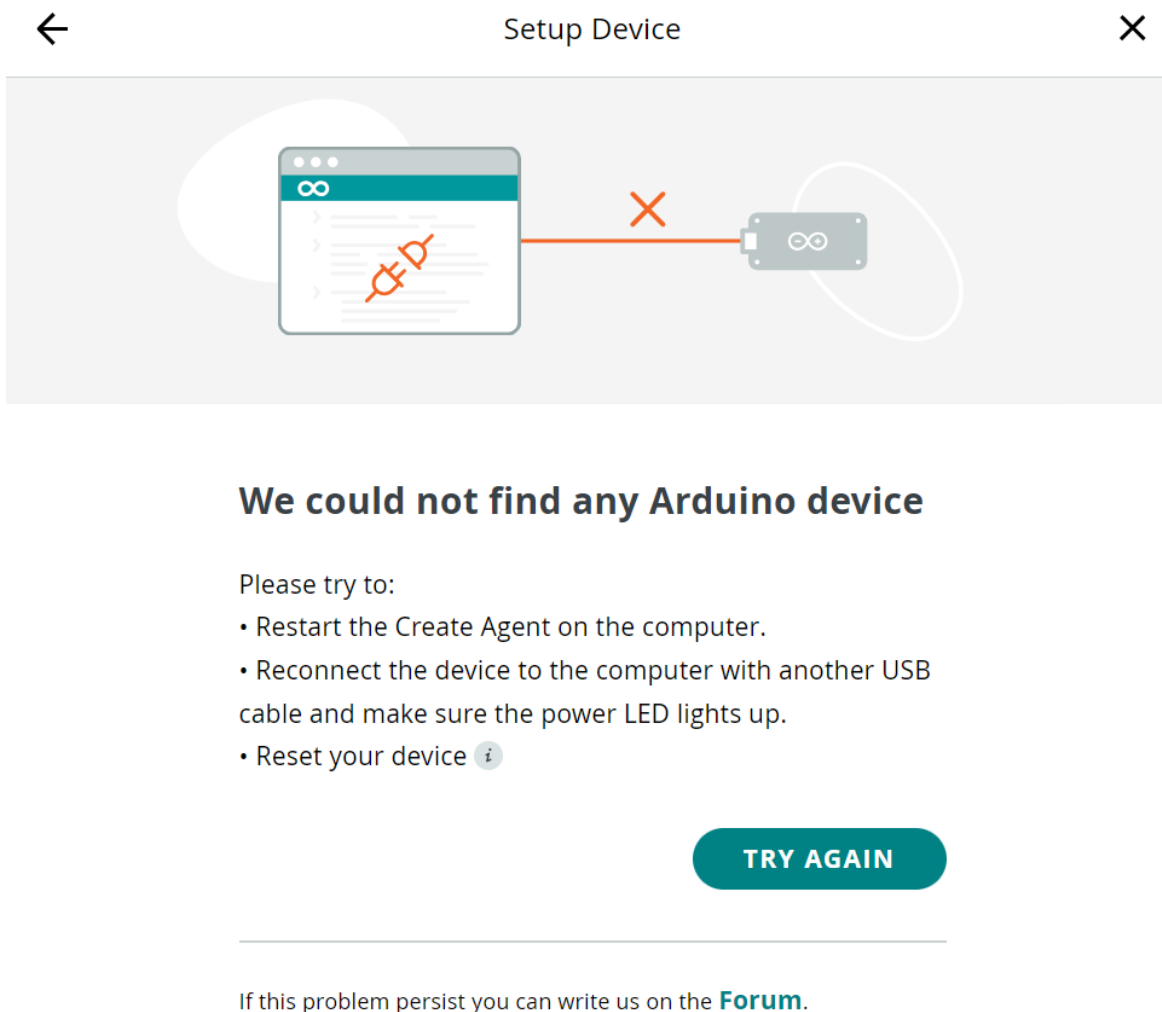 Setup Device
We could not find any Arduino device
Please try to:
• Restart the Create Agent on the computer.
• Reconnect the device to the computer with another USB
cable and make sure the power LED lights up.
• Reset your device i
TRY AGAIN
If this problem persist you can write us on the Forum.